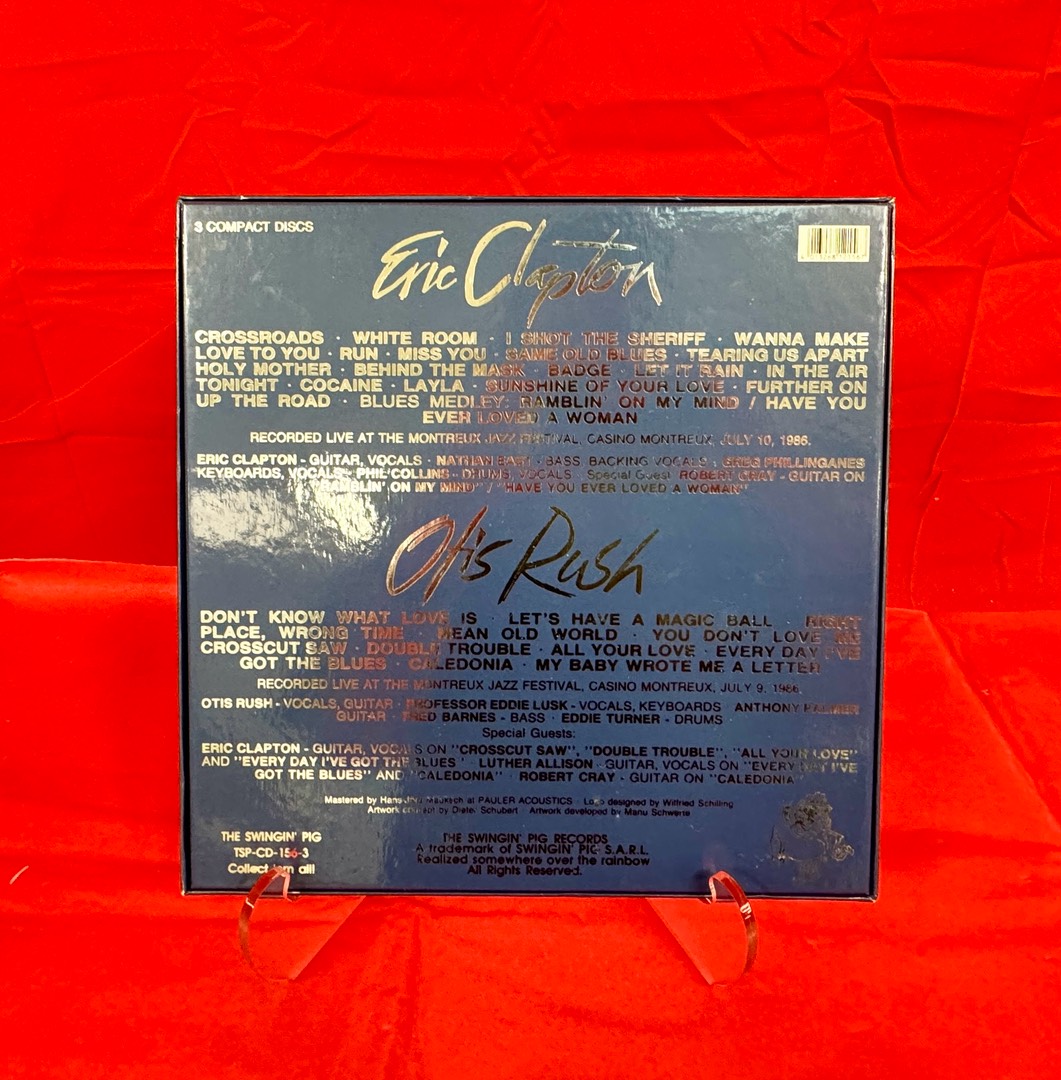 3 COMPACT DISCS
Eric Clapton
CROSSROADS · WHITE ROOM · I SHOT THE SHERIFF · WANNA MAKE
LOVE TO YOU · RUN · MISS YOU · SAME OLD BLUES · TEARING US APART
HOLY MOTHER · BEHIND THE MASK · BADGE · LET IT RAIN · IN THE AIR
TONIGHT · COCAINE · LAYLA · SUNSHINE OF YOUR LOVE · FURTHER ON
UP THE ROAD · BLUES MEDLEY: RAMBLIN' ON MY MIND / HAVE YOU
EVER LOVED A WOMAN
RECORDED LIVE AT THE MONTREUX JAZZ FESTIVAL, CASINO MONTREUX, JULY 10, 1986.
ERIC CLAPTON - GUITAR, VOCALS · NATHAN EAST - BASS, BACKING VOCALS · GREG PHILLINGANES
KEYBOARDS, VOCALS · PHIL COLLINS - DRUMS, VOCALS Special Guest ROBERT CRAY - GUITAR ON
"RAMBLIN' ON MY MIND" / "HAVE YOU EVER LOVED A WOMAN"
Otis Rush
DON'T KNOW WHAT LOVE IS · LET'S HAVE A MAGIC BALL · RIGHT
PLACE, WRONG TIME · MEAN OLD WORLD · YOU DON'T LOVE ME
CROSSCUT SAW · DOUBLE TROUBLE · ALL YOUR LOVE · EVERY DAY I'VE
GOT THE BLUES · CALEDONIA · MY BABY WROTE ME A LETTER
RECORDED LIVE AT THE MONTREUX JAZZ FESTIVAL, CASINO MONTREUX, JULY 9, 1986.
OTIS RUSH - VOCALS, GUITAR · PROFESSOR EDDIE LUSK - VOCALS, KEYBOARDS ANTHONY PALMER
GUITAR · FRED BARNES - BASS · EDDIE TURNER - DRUMS
Special Guests:
ERIC CLAPTON - GUITAR, VOCALS ON "CROSSCUT SAW", "DOUBLE TROUBLE", "ALL YOUR LOVE"
AND "EVERY DAY I'VE GOT THE BLUES" · LUTHER ALLISON - GUITAR, VOCALS ON "EVERY DAY I'VE
GOT THE BLUES" AND "CALEDONIA" · ROBERT CRAY - GUITAR ON "CALEDONIA"
Mastered by Hans-Jörg Maucksch at PAULER ACOUSTICS · Logo designed by Wilfried Schilling
Artwork concept by Dieter Schubert · Artwork developed by Manu Schwerte
THE SWINGIN' PIG
TSP-CD-156-3
Collect 'em all!
THE SWINGIN' PIG RECORDS
A trademark of SWINGIN' PIG S.A.R.L.
Realized somewhere over the rainbow
All Rights Reserved.